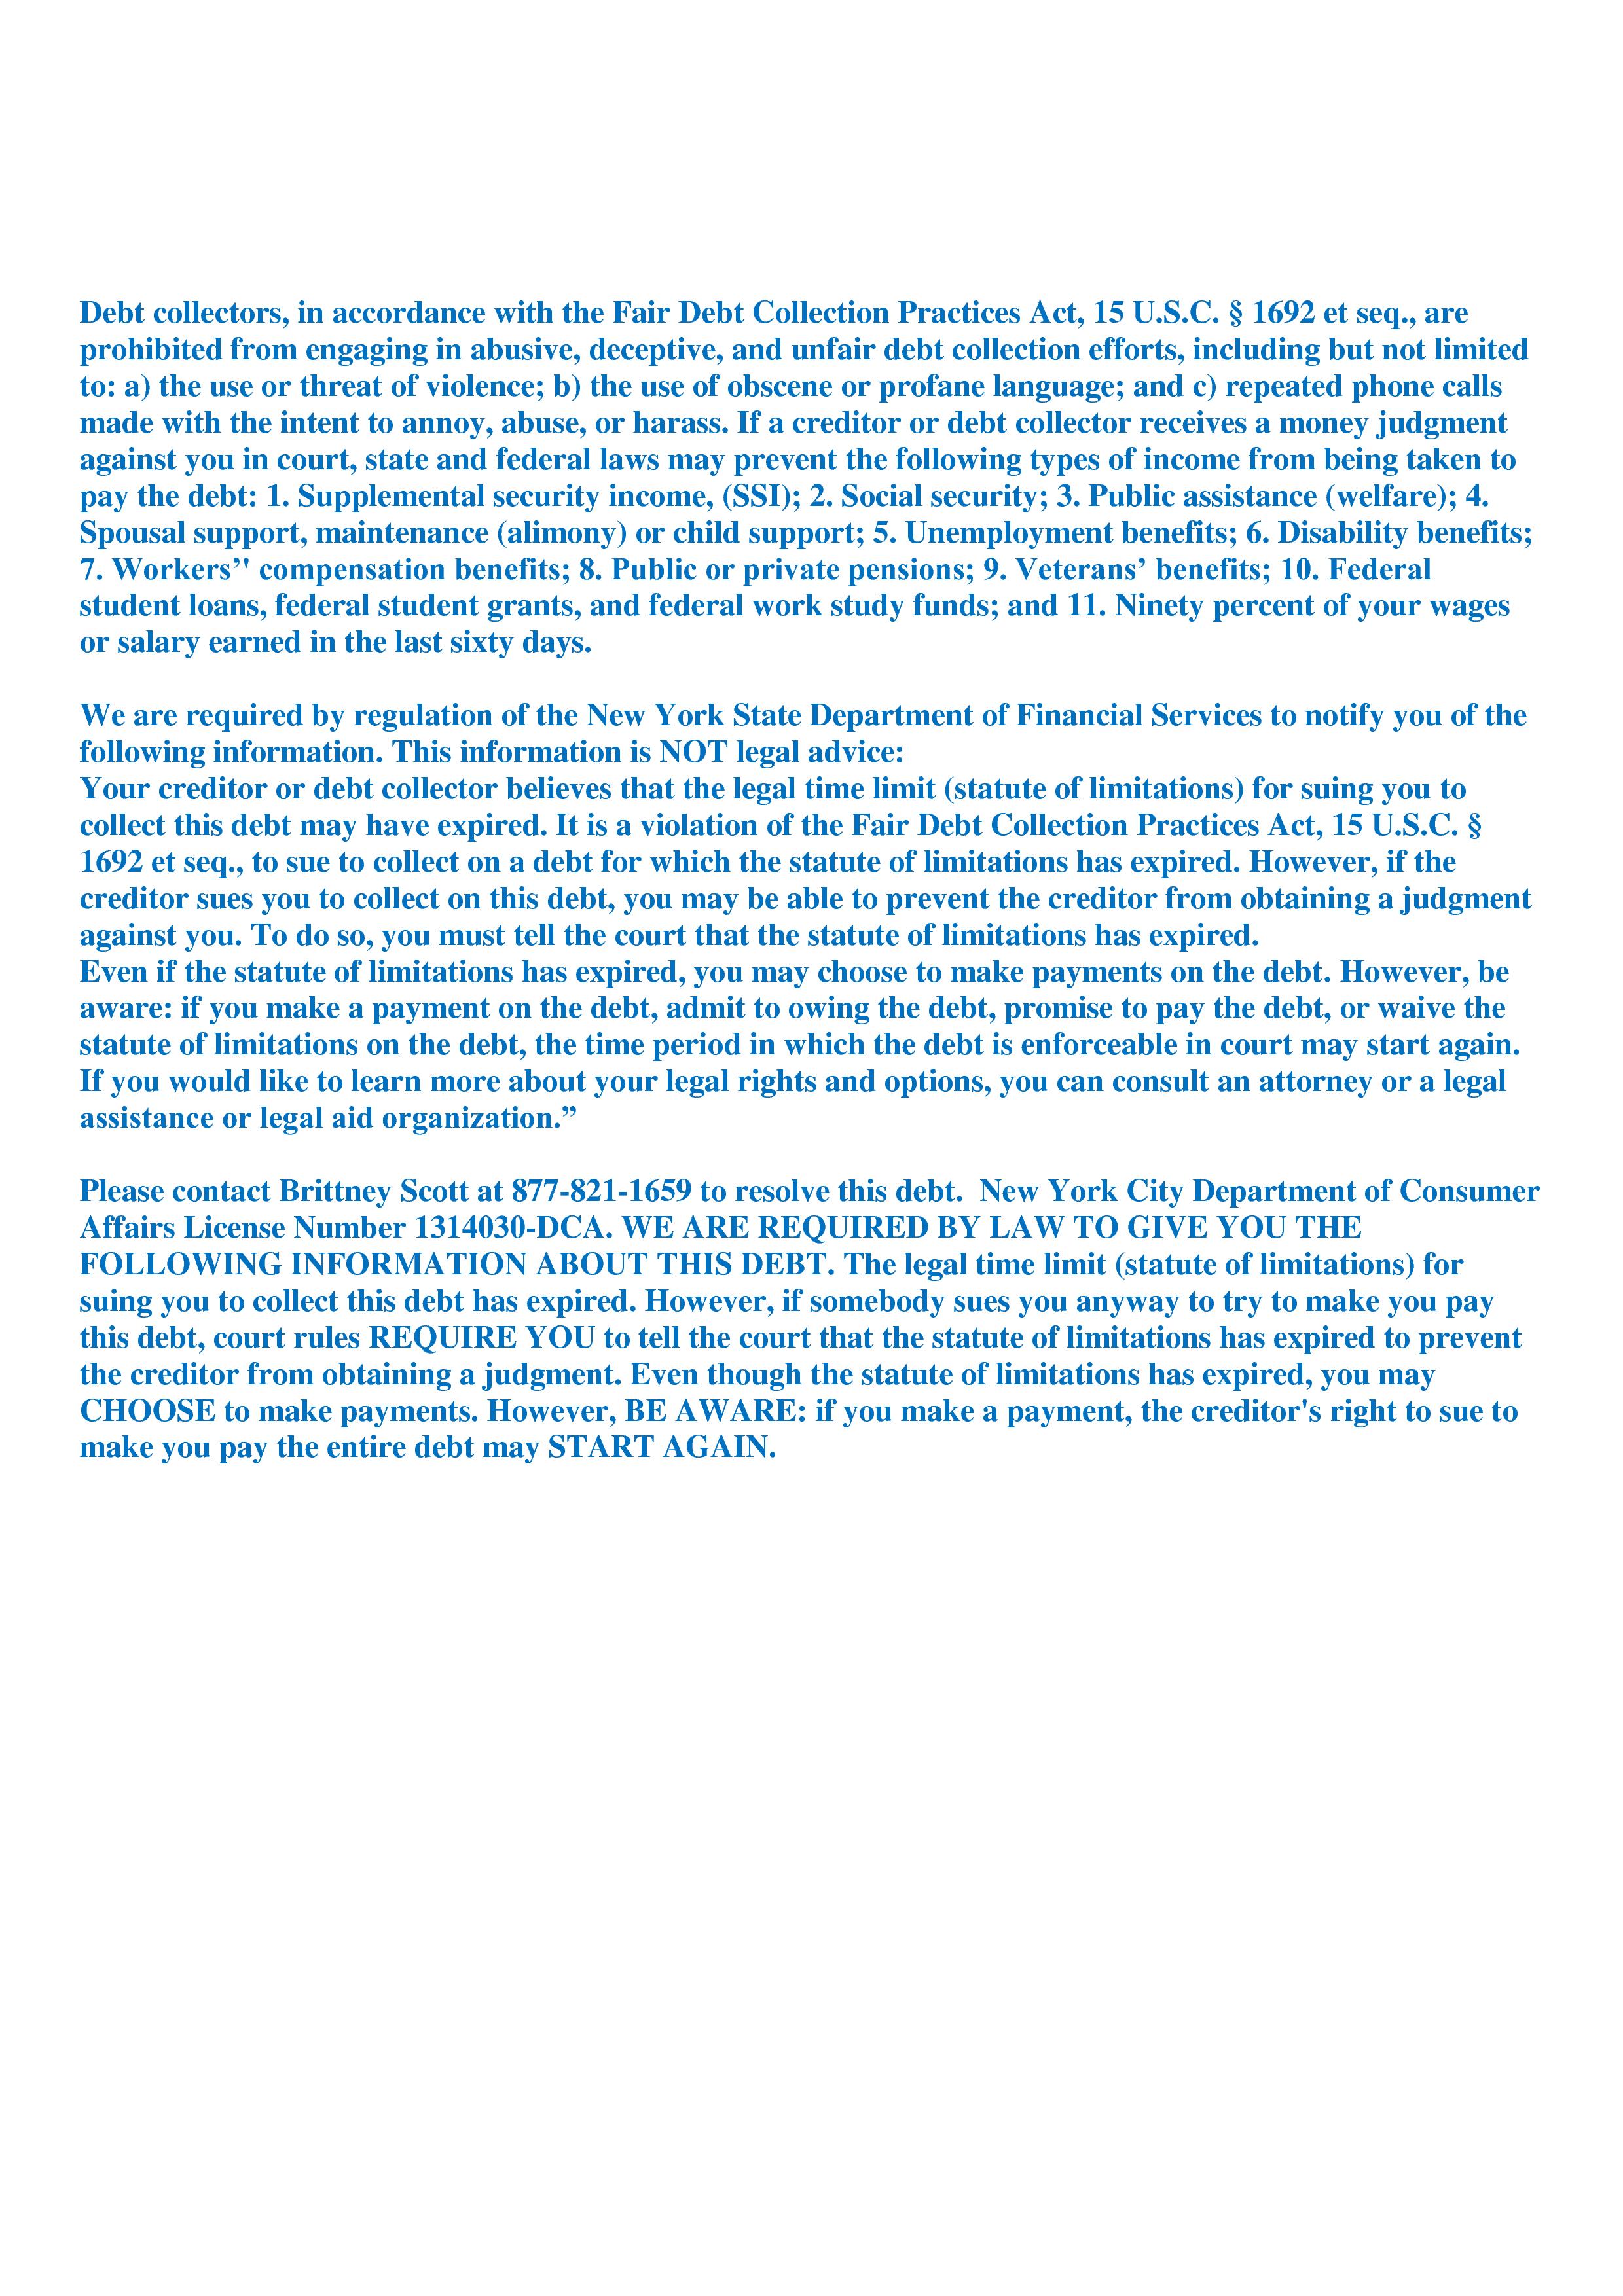 Debt collectors, in accordance with the Fair Debt Collection Practices Act, 15 U.S.C. § 1692 et seq., are
prohibited from engaging in abusive, deceptive, and unfair debt collection efforts, including but not limited
to: a) the use or threat of violence; b) the use of obscene or profane language; and c) repeated phone calls
made with the intent to annoy, abuse, or harass. If a creditor or debt collector receives a money judgment
against you in court, state and federal laws may prevent the following types of income from being taken to
pay the debt: 1. Supplemental security income, (SSI); 2. Social security; 3. Public assistance (welfare); 4.
Spousal support, maintenance (alimony) or child support; 5. Unemployment benefits; 6. Disability benefits;
7. Workers’' compensation benefits; 8. Public or private pensions; 9. Veterans’ benefits; 10. Federal
student loans, federal student grants, and federal work study funds; and 11. Ninety percent of your wages
or salary earned in the last sixty days.
We are required by regulation of the New York State Department of Financial Services to notify you of the
following information. This information is NOT legal advice:
Your creditor or debt collector believes that the legal time limit (statute of limitations) for suing you to
collect this debt may have expired. It is a violation of the Fair Debt Collection Practices Act, 15 U.S.C. §
1692 et seq., to sue to collect on a debt for which the statute of limitations has expired. However, if the
creditor sues you to collect on this debt, you may be able to prevent the creditor from obtaining a judgment
against you. To do so, you must tell the court that the statute of limitations has expired.
Even if the statute of limitations has expired, you may choose to make payments on the debt. However, be
aware: if you make a payment on the debt, admit to owing the debt, promise to pay the debt, or waive the
statute of limitations on the debt, the time period in which the debt is enforceable in court may start again.
If you would like to learn more about your legal rights and options, you can consult an attorney or a legal
assistance or legal aid organization.”
Please contact Brittney Scott at 877-821-1659 to resolve this debt.  New York City Department of Consumer
Affairs License Number 1314030-DCA. WE ARE REQUIRED BY LAW TO GIVE YOU THE
FOLLOWING INFORMATION ABOUT THIS DEBT. The legal time limit (statute of limitations) for
suing you to collect this debt has expired. However, if somebody sues you anyway to try to make you pay
this debt, court rules REQUIRE YOU to tell the court that the statute of limitations has expired to prevent
the creditor from obtaining a judgment. Even though the statute of limitations has expired, you may
CHOOSE to make payments. However, BE AWARE: if you make a payment, the creditor's right to sue to
make you pay the entire debt may START AGAIN.